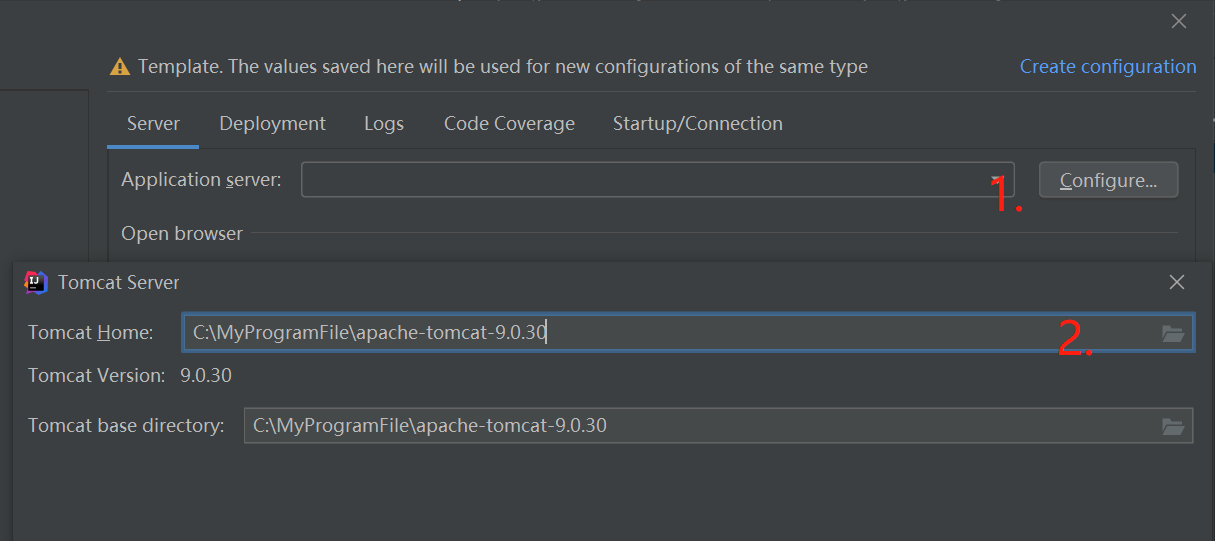 Template. The values saved here will be used for new configurations of the same type Create configuration
Server Deployment Logs Code Coverage Startup/Connection
Application server: 1. Configure...
Open browser
IJ Tomcat Server
Tomcat Home: C:\MyProgramFile\apache-tomcat-9.0.30 2.
Tomcat Version: 9.0.30
Tomcat base directory: C:\MyProgramFile\apache-tomcat-9.0.30